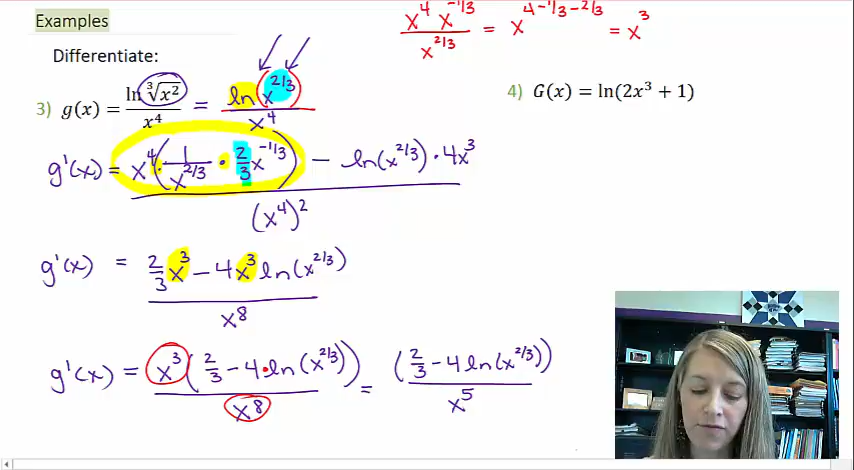 Examples
Differentiate:
x⁴ x^(-1/3) / x^(2/3) = x^(4-1/3-2/3) = x³
3) g(x) = ln ∛(x²) / x⁴ = ln x^(2/3) / x⁴
4) G(x) = ln(2x³ + 1)
g'(x) = x⁴ · (1/x^(2/3) · 2/3 x^(-1/3)) − ln(x^(2/3)) · 4x³ / (x⁴)²
g'(x) = 2/3 x³ − 4x³ ln(x^(2/3)) / x⁸
g'(x) = x³ (2/3 − 4·ln(x^(2/3))) / x⁸ = (2/3 − 4 ln(x^(2/3))) / x⁵